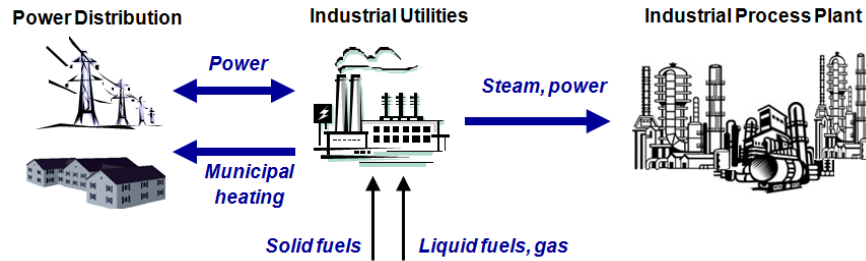 Power Distribution
Industrial Utilities
Industrial Process Plant
Power
Steam, power
Municipal
heating
Solid fuels
Liquid fuels, gas